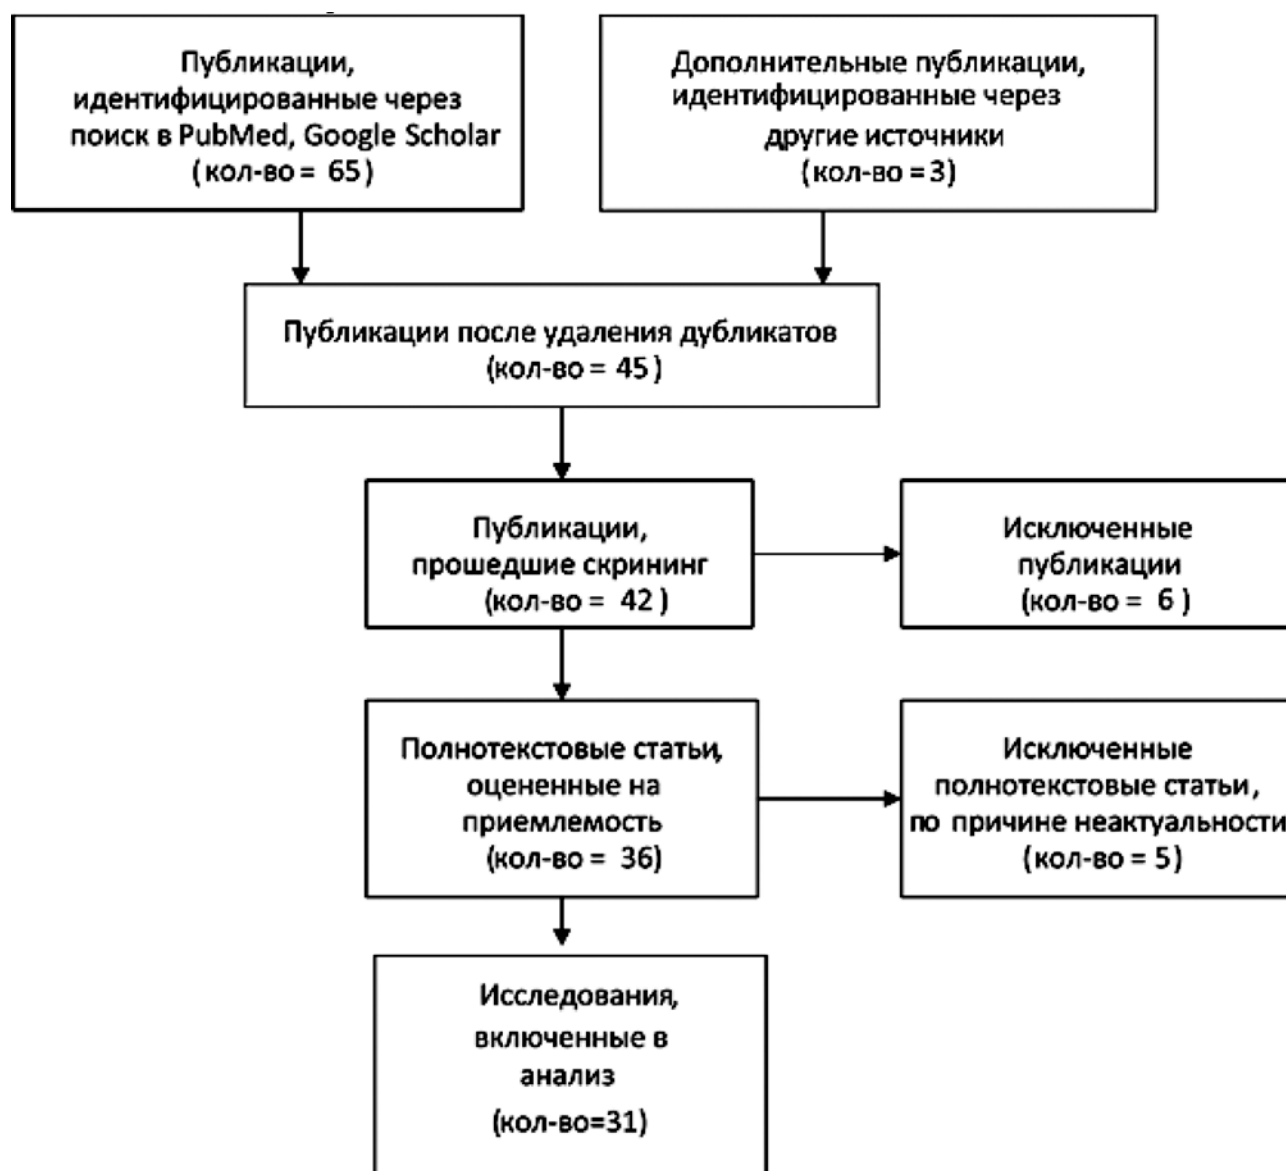 Публикации,
идентифицированные через
поиск в PubMed, Google Scholar
(кол-во = 65)
Дополнительные публикации,
идентифицированные через
другие источники
(кол-во =3)
Публикации после удаления дубликатов
(кол-во = 45)
Публикации,
прошедшие скрининг
(кол-во = 42)
Исключенные
публикации
(кол-во = 6)
Полнотекстовые статьи,
оцененные на
приемлемость
(кол-во = 36)
Исключенные
полнотекстовые статьи,
по причине неактуальности
(кол-во = 5)
Исследования,
включенные в
анализ
(кол-во=31)